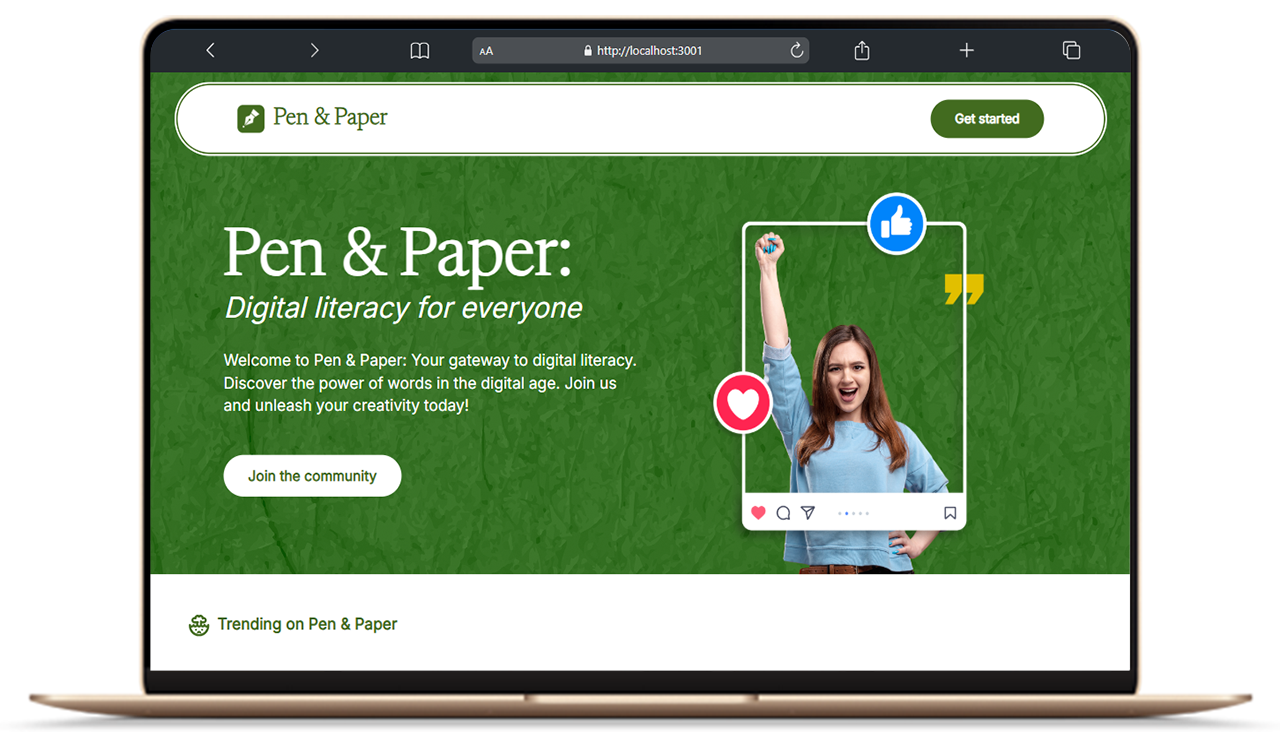 AA http://localhost:3001
Pen & Paper
Get started
Pen & Paper:
Digital literacy for everyone
Welcome to Pen & Paper: Your gateway to digital literacy.
Discover the power of words in the digital age. Join us
and unleash your creativity today!
Join the community
Trending on Pen & Paper